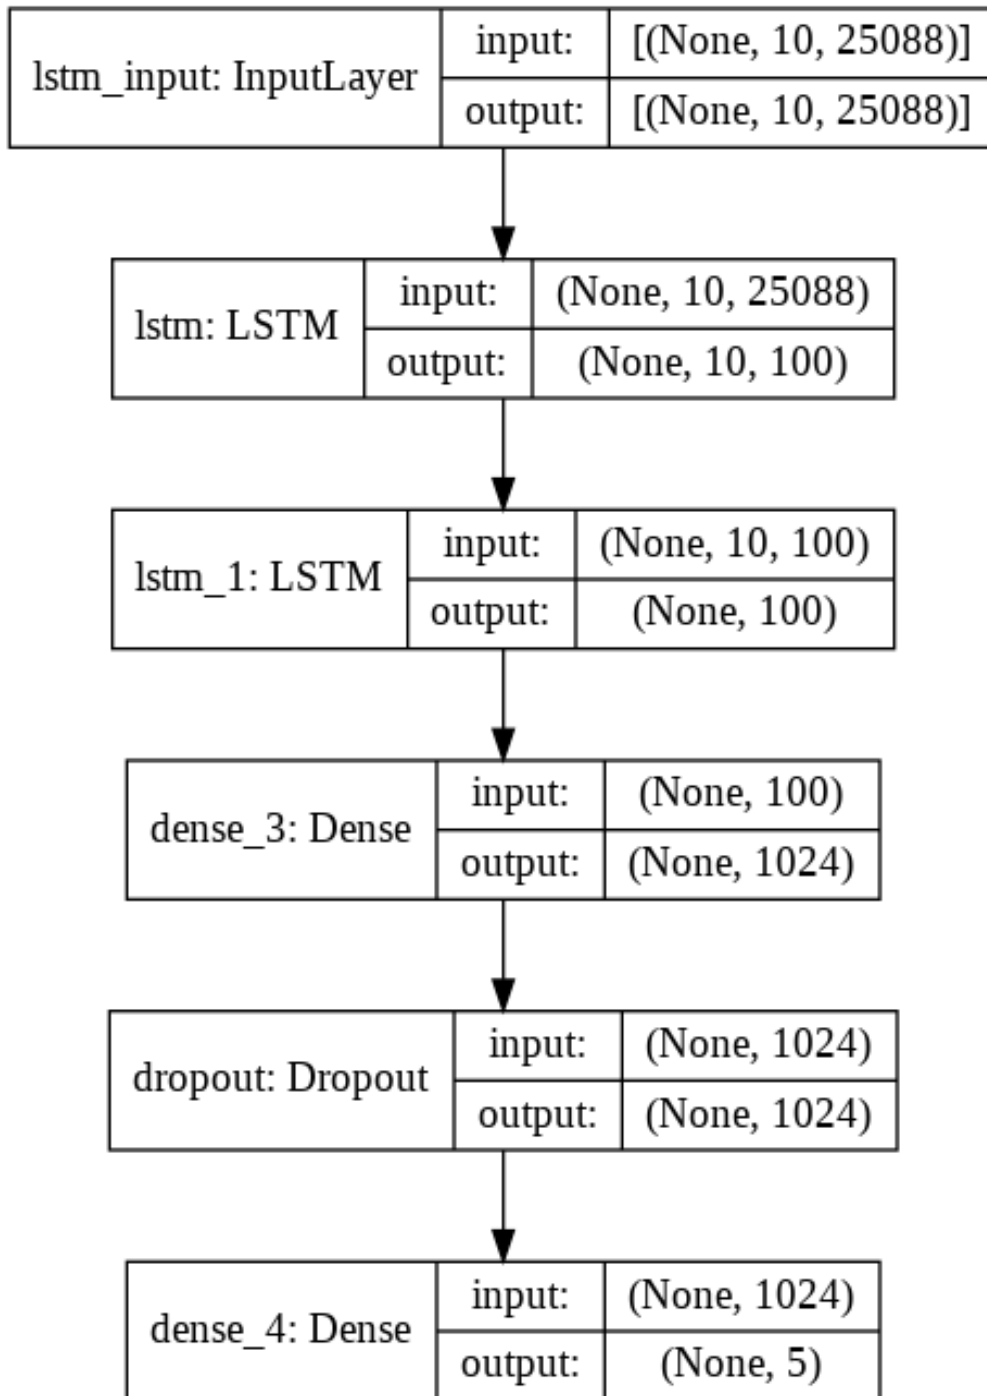 lstm_input: InputLayer
input: [(None, 10, 25088)]
output: [(None, 10, 25088)]
lstm: LSTM
input: (None, 10, 25088)
output: (None, 10, 100)
lstm_1: LSTM
input: (None, 10, 100)
output: (None, 100)
dense_3: Dense
input: (None, 100)
output: (None, 1024)
dropout: Dropout
input: (None, 1024)
output: (None, 1024)
dense_4: Dense
input: (None, 1024)
output: (None, 5)